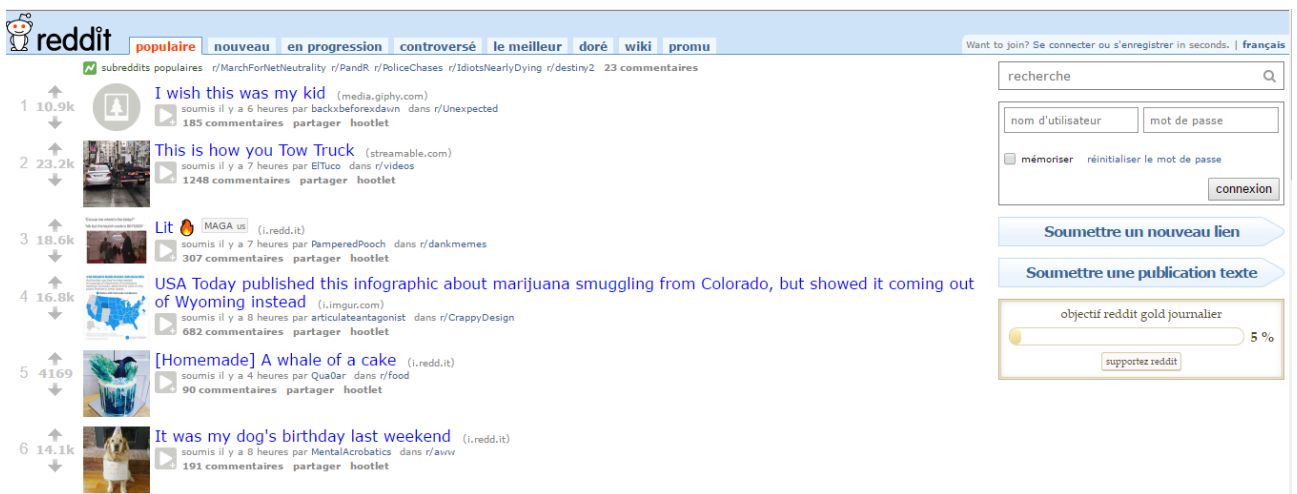 reddit populaire nouveau en progression controversé le meilleur doré wiki promu
Want to join? Se connecter ou s'enregistrer in seconds. | français
subreddits populaires r/MarchForNetNeutrality r/PandR r/PoliceChases r/IdiotsNearlyDying r/destiny2 23 commentaires
1 10.9k
I wish this was my kid (media.giphy.com)
soumis il y a 6 heures par backxbeforexdawn dans r/Unexpected
185 commentaires partager hootlet
2 23.2k
This is how you Tow Truck (streamable.com)
soumis il y a 7 heures par ElTuco dans r/videos
1248 commentaires partager hootlet
3 18.6k
Lit 🔥 MAGA us (i.redd.it)
soumis il y a 7 heures par PamperedPooch dans r/dankmemes
307 commentaires partager hootlet
4 16.8k
USA Today published this infographic about marijuana smuggling from Colorado, but showed it coming out
of Wyoming instead (i.imgur.com)
soumis il y a 8 heures par articulateantagonist dans r/CrappyDesign
682 commentaires partager hootlet
5 4169
[Homemade] A whale of a cake (i.redd.it)
soumis il y a 4 heures par Qua0ar dans r/food
90 commentaires partager hootlet
6 14.1k
It was my dog's birthday last weekend (i.redd.it)
soumis il y a 8 heures par MentalAcrobatics dans r/aww
191 commentaires partager hootlet
recherche
nom d'utilisateur mot de passe
mémoriser réinitialiser le mot de passe
connexion
Soumettre un nouveau lien
Soumettre une publication texte
objectif reddit gold journalier
5 %
supportez reddit